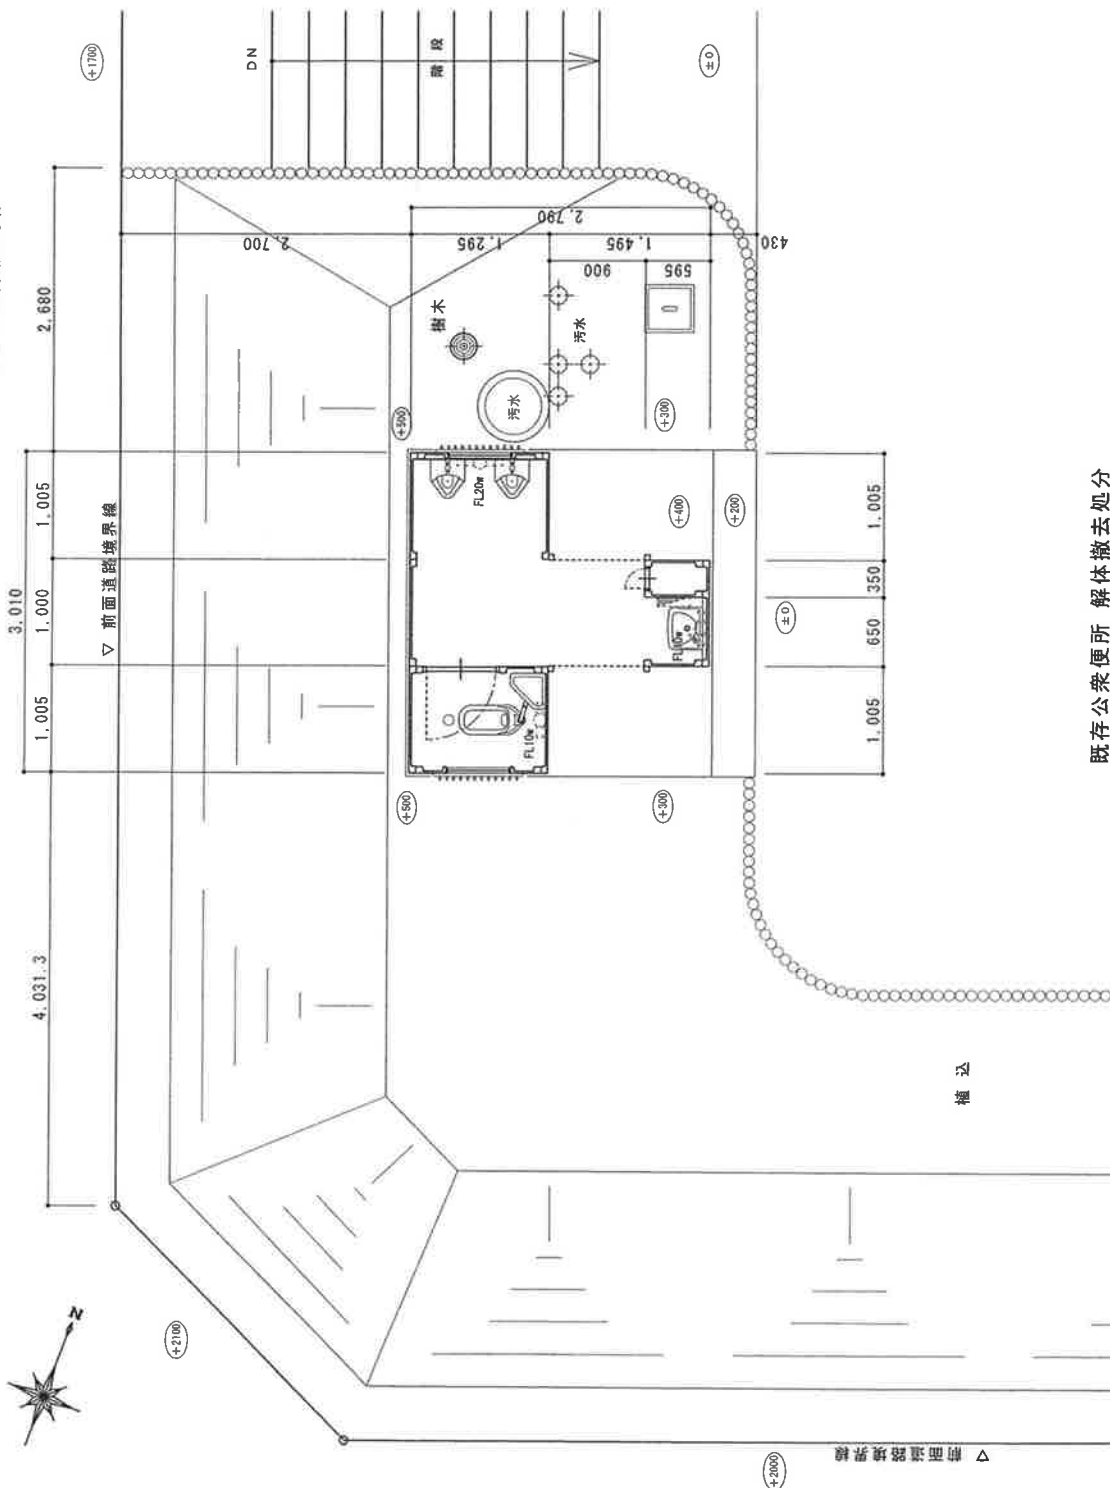 +1700
DN
階段
±0
2,680
2,700
1,295
2,790
1,495
430
900
595
樹木
汚水
汚水
+300
+500
▽ 前面道路境界線
3,010
1,005
1,000
1,005
FL20w
+400
+200
1,005
350
650
1,005
±0
FL10w
FL10w
+500
+300
4,031.3
植込
N
+2100
+2000
▽ 前面道路境界線
既存公衆便所 解体撤去処分